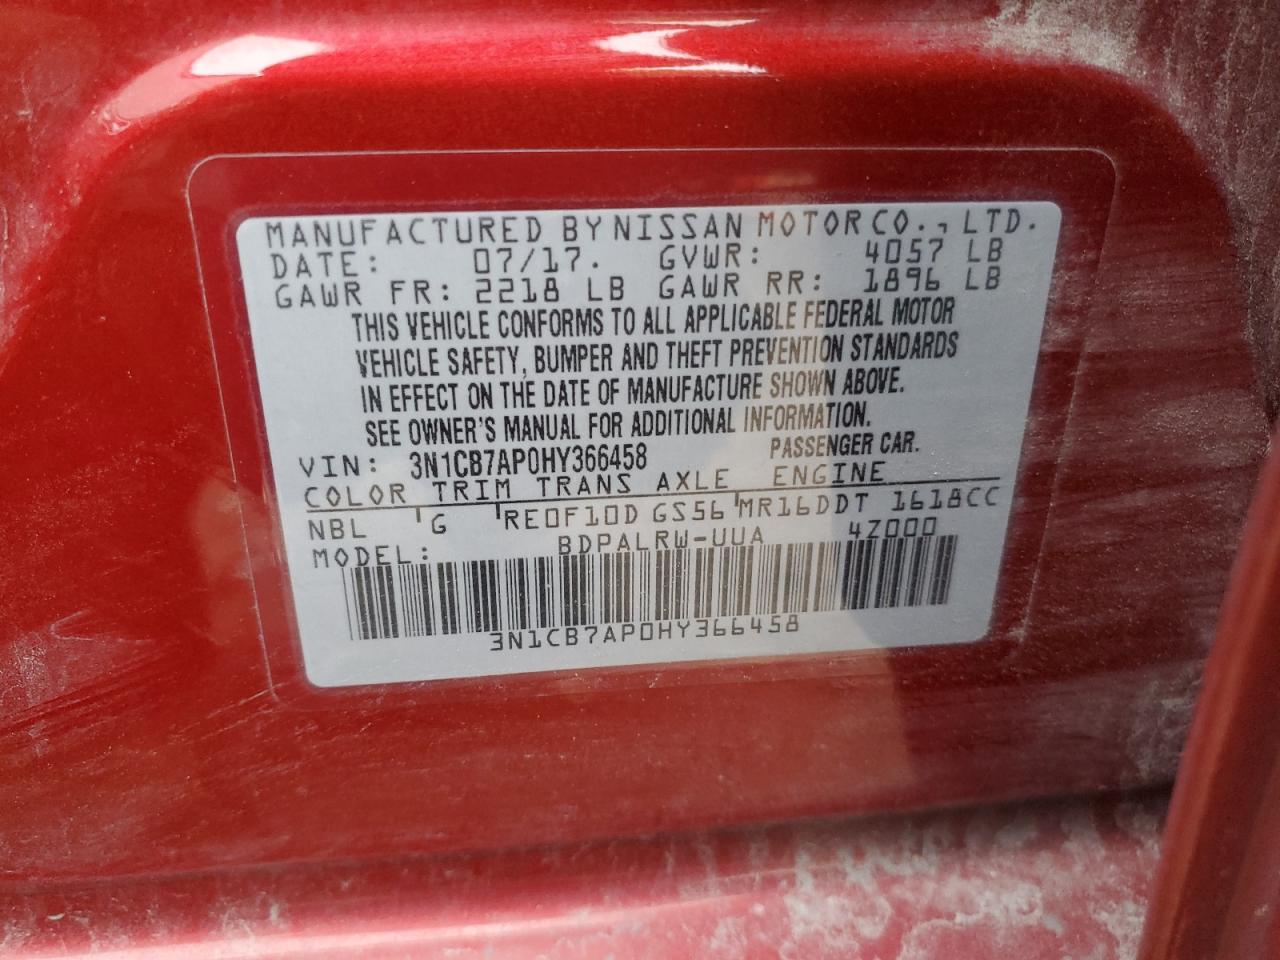 MANUFACTURED BY NISSAN MOTOR CO., LTD.
DATE: 07/17. GVWR: 4057 LB
GAWR FR: 2218 LB GAWR RR: 1896 LB
THIS VEHICLE CONFORMS TO ALL APPLICABLE FEDERAL MOTOR
VEHICLE SAFETY, BUMPER AND THEFT PREVENTION STANDARDS
IN EFFECT ON THE DATE OF MANUFACTURE SHOWN ABOVE.
SEE OWNER'S MANUAL FOR ADDITIONAL INFORMATION.
VIN: 3N1CB7AP0HY366458 PASSENGER CAR.
COLOR TRIM TRANS AXLE ENGINE
NBL G RE0F10D GS56 MR16DDT 1618CC
MODEL: BDPALRW-UUA 4Z000
3N1CB7AP0HY366458